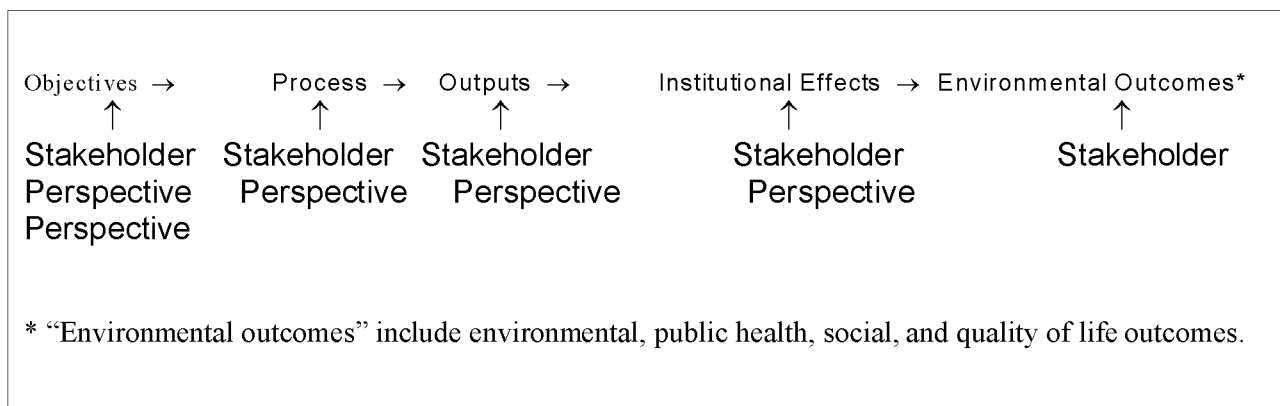 Objectives → Process → Outputs → Institutional Effects → Environmental Outcomes*
↑ ↑ ↑ ↑ ↑
Stakeholder Stakeholder Stakeholder Stakeholder Stakeholder
Perspective Perspective Perspective Perspective
Perspective
* “Environmental outcomes” include environmental, public health, social, and quality of life outcomes.